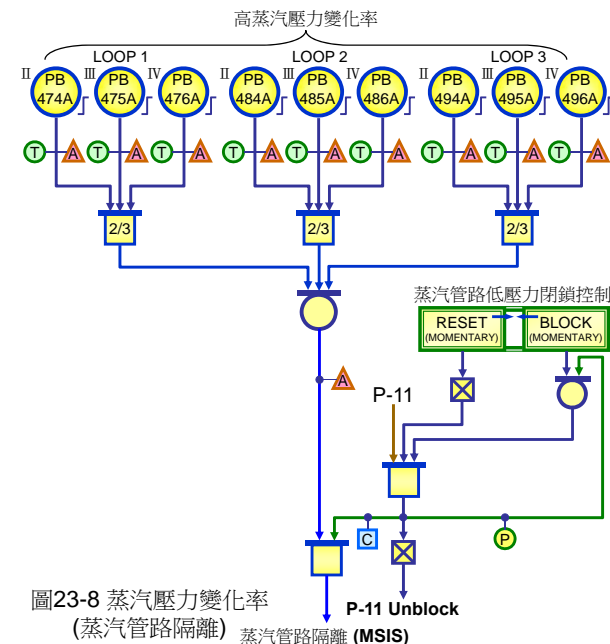 高蒸汽壓力變化率
LOOP 1
LOOP 2
LOOP 3
II PB 474A
III PB 475A
IV PB 476A
II PB 484A
III PB 485A
IV PB 486A
II PB 494A
III PB 495A
IV PB 496A
T A T A T A T A T A T A T A T A T A
2/3
2/3
2/3
蒸汽管路低壓力閉鎖控制
RESET
(MOMENTARY)
BLOCK
(MOMENTARY)
A
P-11
C
P
圖23-8 蒸汽壓力變化率
(蒸汽管路隔離)
P-11 Unblock
蒸汽管路隔離 (MSIS)